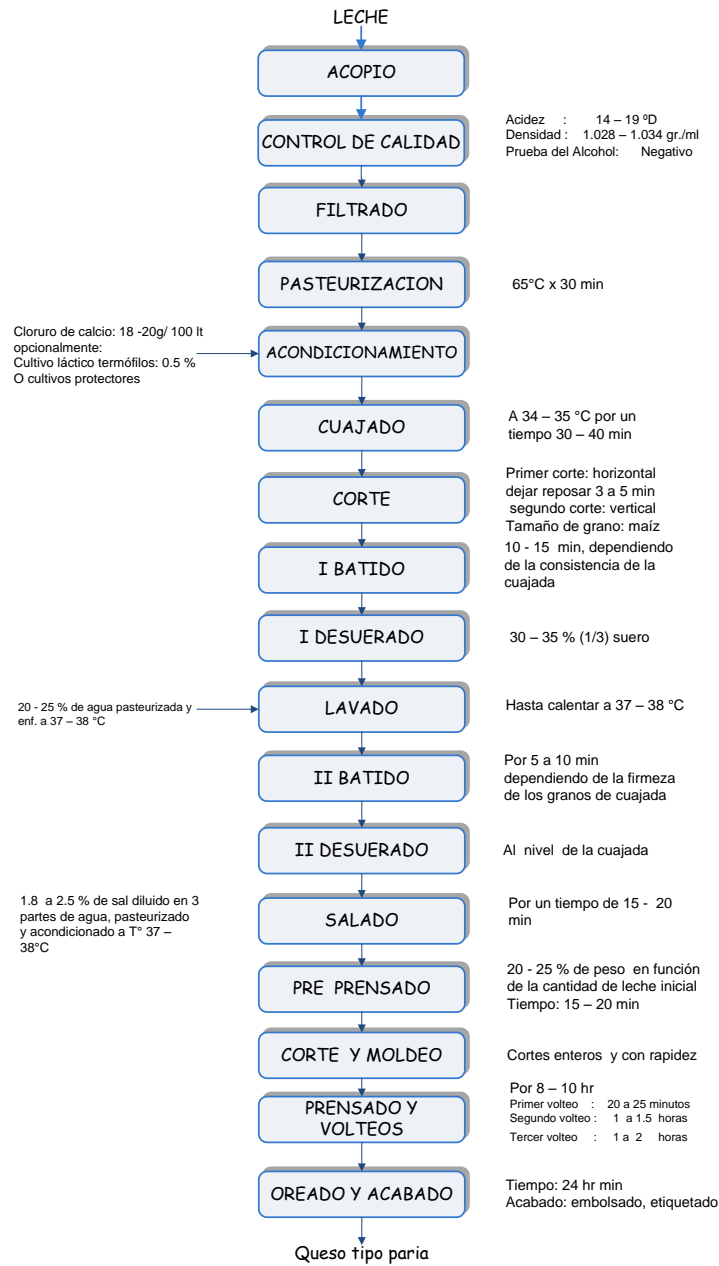 LECHE
ACOPIO
CONTROL DE CALIDAD
Acidez : 14 – 19 ºD
Densidad : 1.028 – 1.034 gr./ml
Prueba del Alcohol: Negativo
FILTRADO
PASTEURIZACION
65°C x 30 min
Cloruro de calcio: 18 -20g/ 100 lt
opcionalmente:
Cultivo láctico termófilos: 0.5 %
O cultivos protectores
ACONDICIONAMIENTO
CUAJADO
A 34 – 35 °C por un
tiempo 30 – 40 min
CORTE
Primer corte: horizontal
dejar reposar 3 a 5 min
segundo corte: vertical
Tamaño de grano: maíz
I BATIDO
10 - 15 min, dependiendo
de la consistencia de la
cuajada
I DESUERADO
30 – 35 % (1/3) suero
20 - 25 % de agua pasteurizada y
enf. a 37 – 38 °C
LAVADO
Hasta calentar a 37 – 38 °C
II BATIDO
Por 5 a 10 min
dependiendo de la firmeza
de los granos de cuajada
II DESUERADO
Al nivel de la cuajada
1.8 a 2.5 % de sal diluido en 3
partes de agua, pasteurizado
y acondicionado a T° 37 –
38°C
SALADO
Por un tiempo de 15 - 20
min
PRE PRENSADO
20 - 25 % de peso en función
de la cantidad de leche inicial
Tiempo: 15 – 20 min
CORTE Y MOLDEO
Cortes enteros y con rapidez
PRENSADO Y
VOLTEOS
Por 8 – 10 hr
Primer volteo : 20 a 25 minutos
Segundo volteo : 1 a 1.5 horas
Tercer volteo : 1 a 2 horas
OREADO Y ACABADO
Tiempo: 24 hr min
Acabado: embolsado, etiquetado
Queso tipo paria